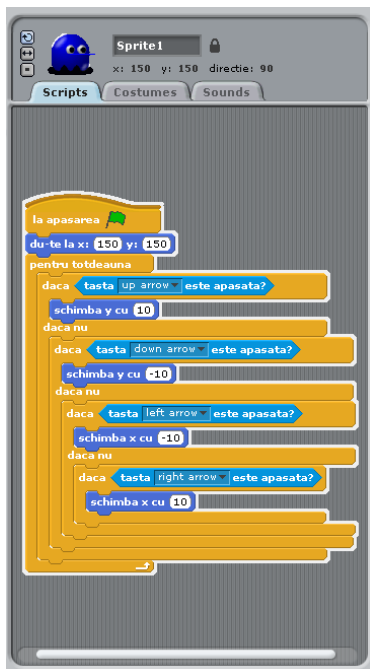 Sprite1
x: 150 y: 150 directie: 90
Scripts Costumes Sounds
la apasarea
du-te la x: 150 y: 150
pentru totdeauna
daca tasta up arrow este apasata?
schimba y cu 10
daca nu
daca tasta down arrow este apasata?
schimba y cu -10
daca nu
daca tasta left arrow este apasata?
schimba x cu -10
daca nu
daca tasta right arrow este apasata?
schimba x cu 10